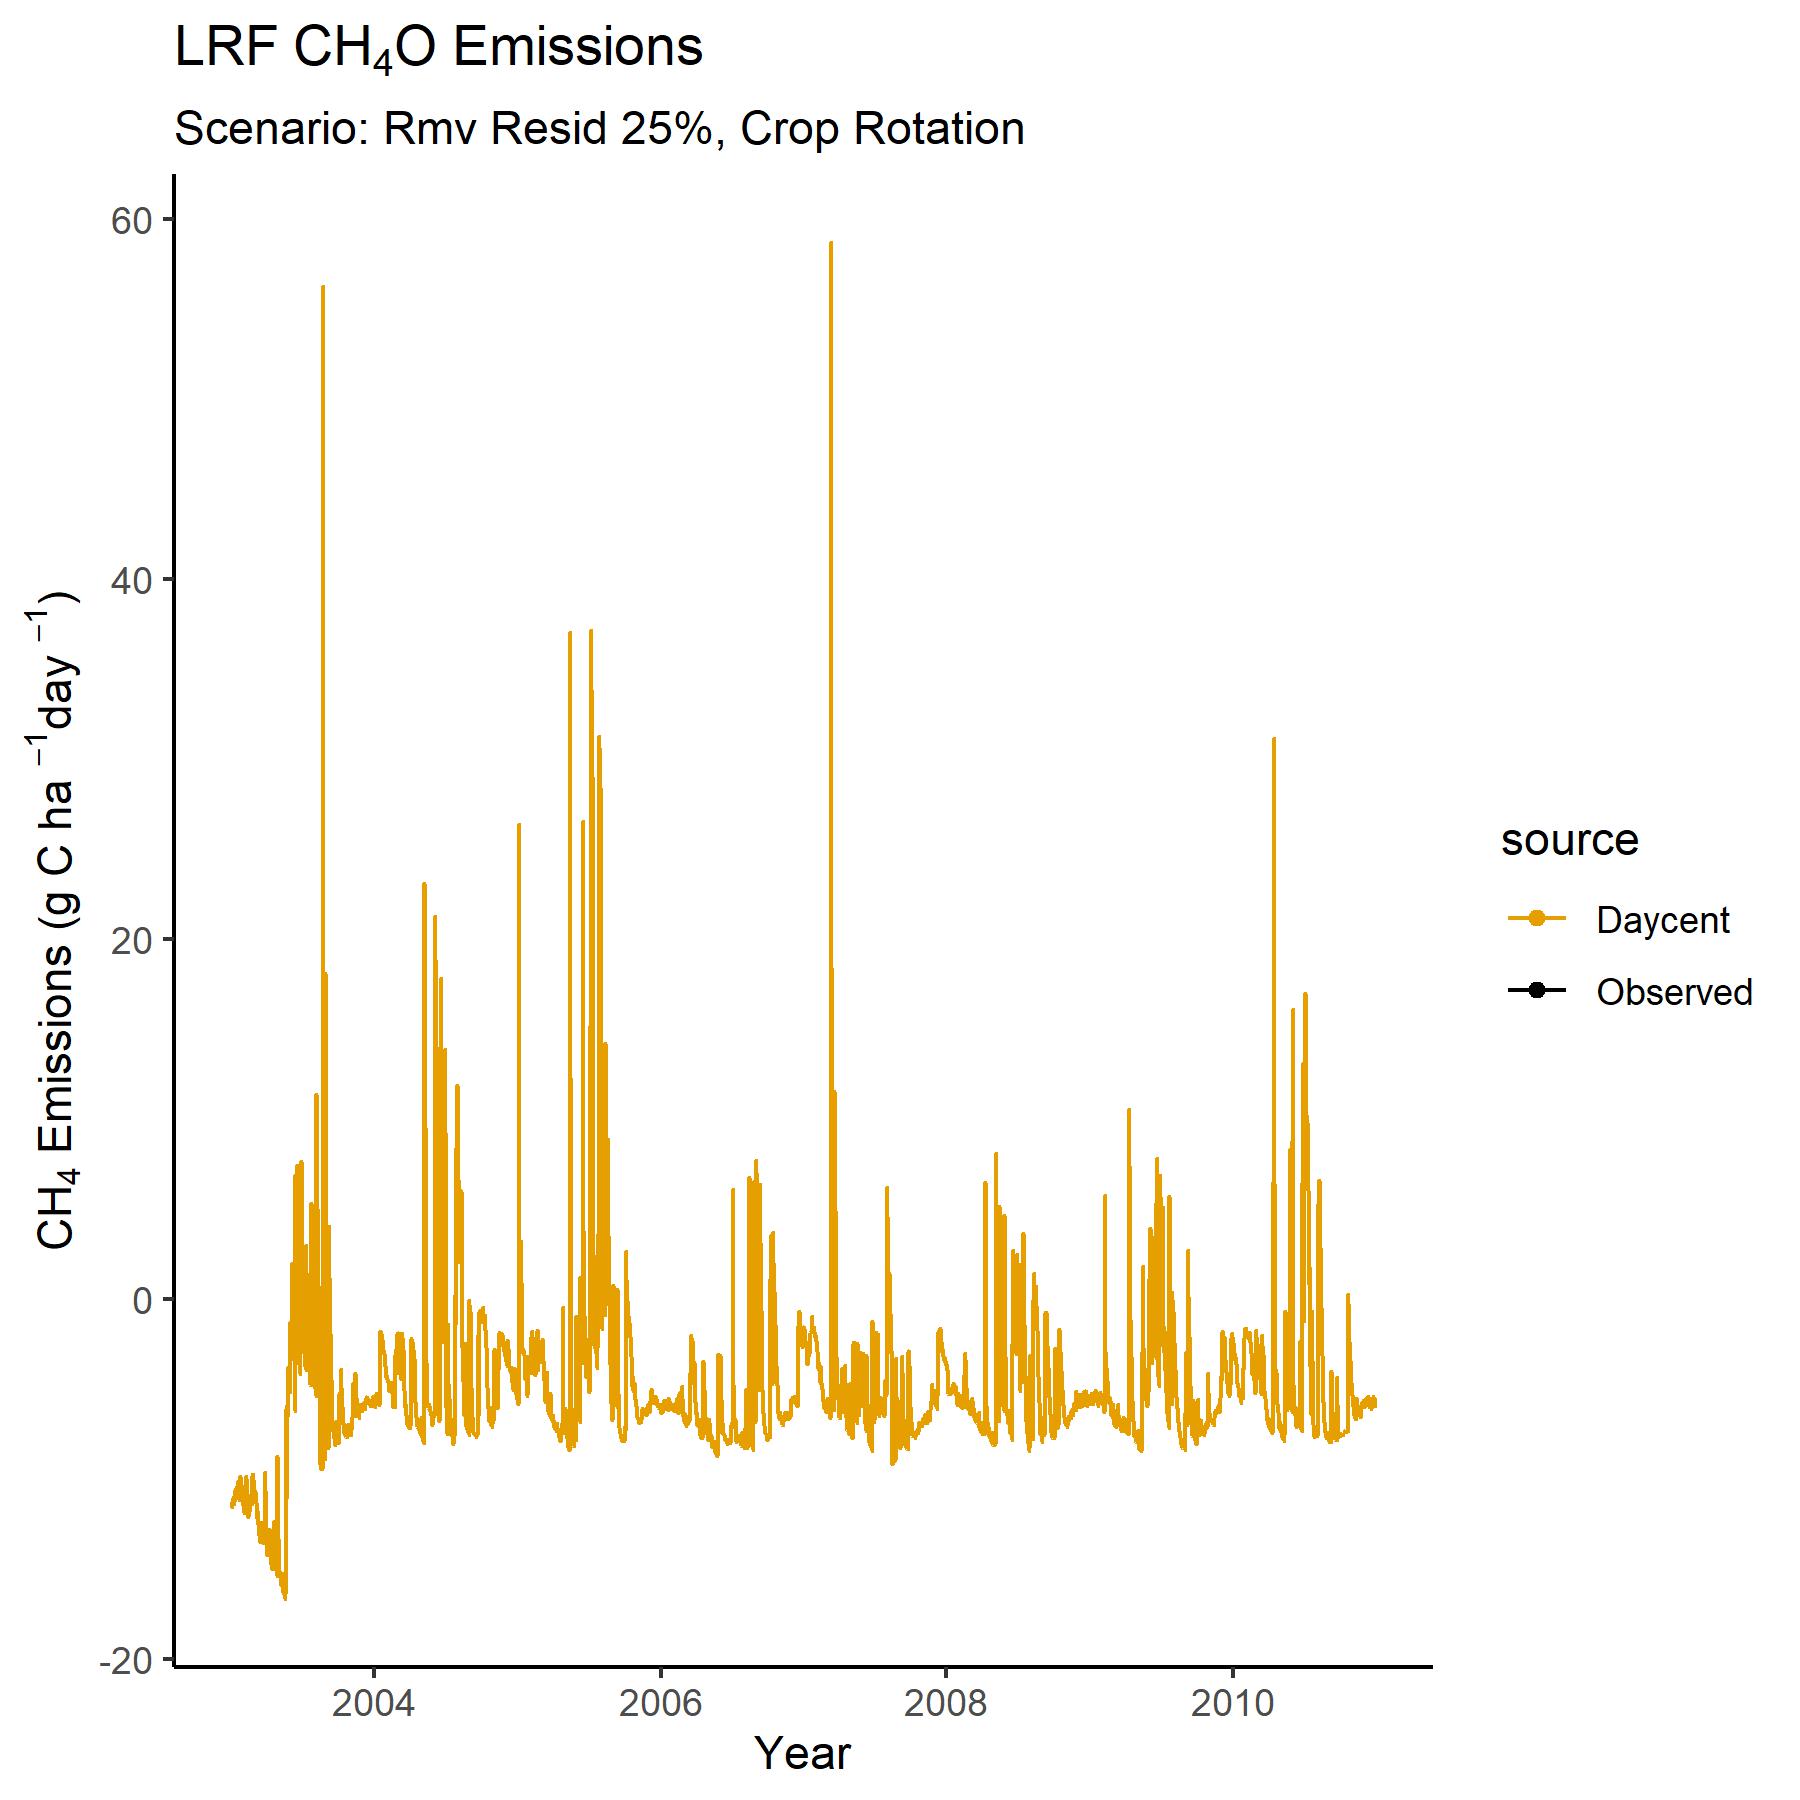 LRF CH₄O Emissions
Scenario: Rmv Resid 25%, Crop Rotation
CH₄ Emissions (g C ha ⁻¹day ⁻¹)
60
40
20
0
-20
2004 2006 2008 2010
Year
source
Daycent
Observed